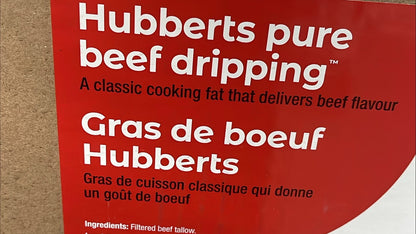 Hubberts pure
beef dripping™
A classic cooking fat that delivers beef flavour
Gras de boeuf
Hubberts
Gras de cuisson classique qui donne
un goût de boeuf
Ingredients: Filtered beef tallow.